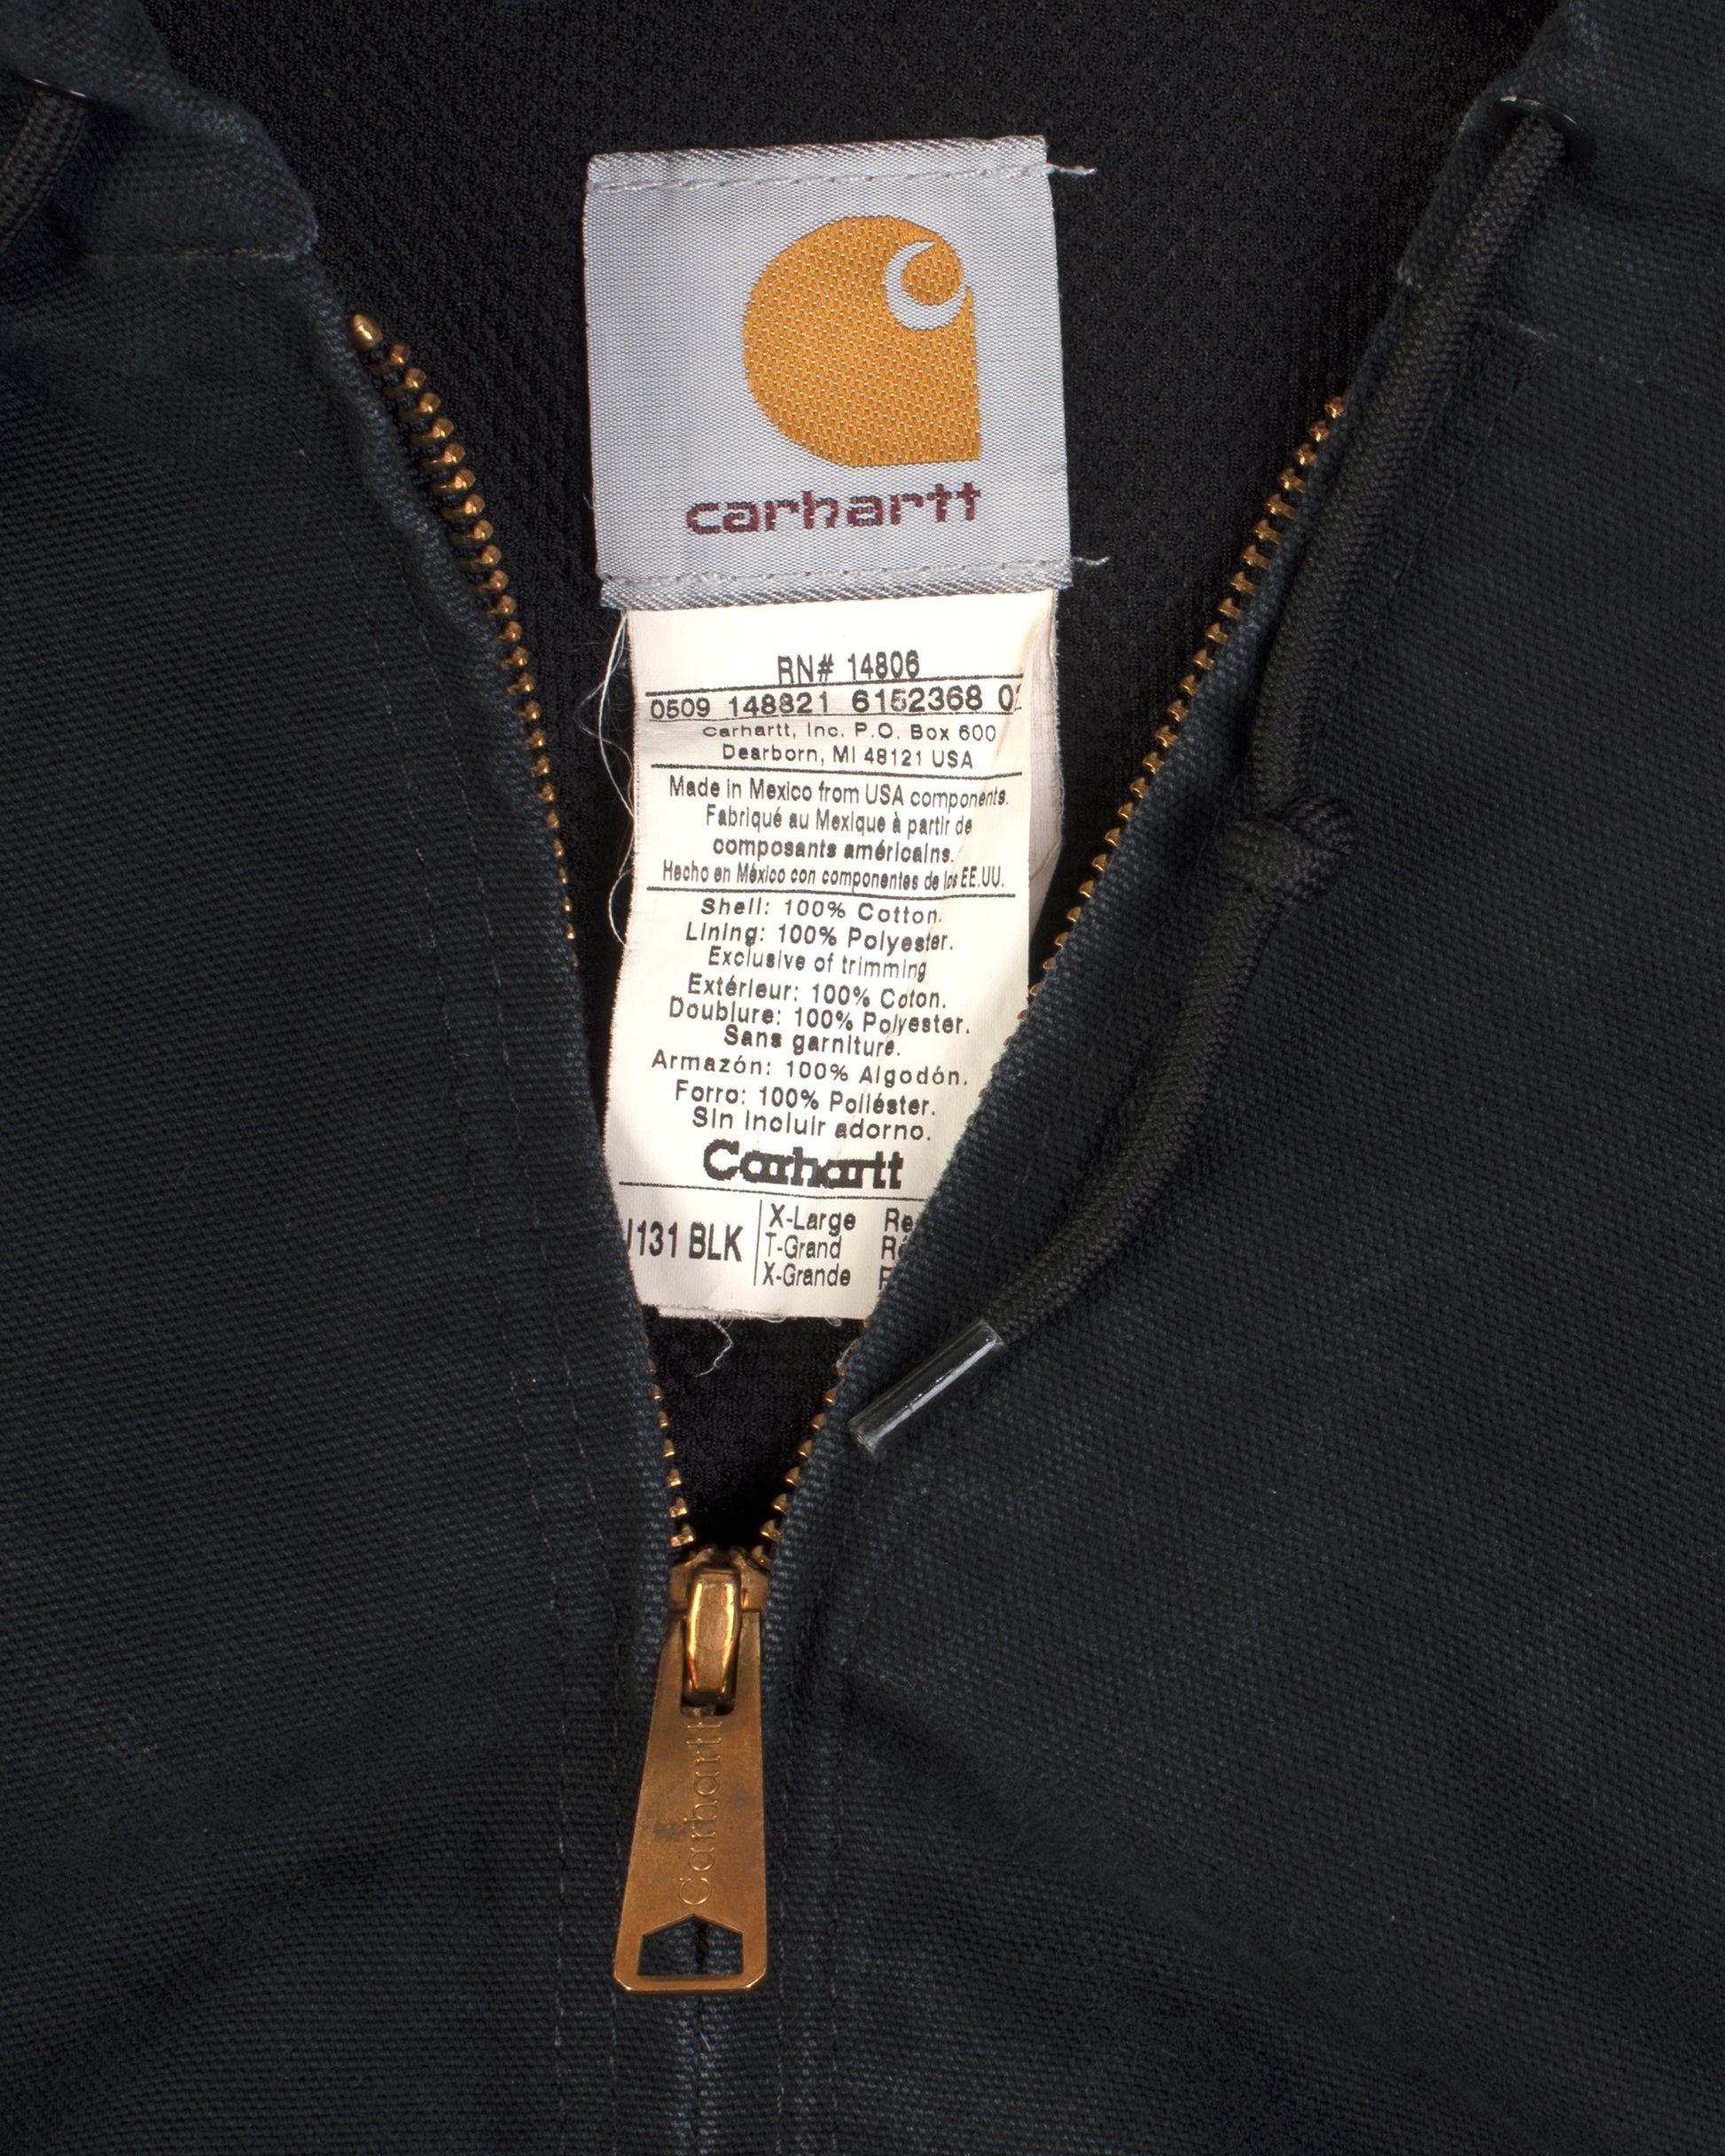 carhartt
RN# 14806
0509 148821 6152368
Carhartt, Inc. P.O. Box 600
Dearborn, MI 48121 USA
Made in Mexico from USA components.
Fabriqué au Mexique à partir de
composants américains.
Hecho en México con componentes de los EE.UU.
Shell: 100% Cotton.
Lining: 100% Polyester.
Exclusive of trimming
Extérieur: 100% Coton.
Doublure: 100% Polyester.
Sans garniture.
Armazón: 100% Algodón.
Forro: 100% Poliéster.
Sin incluir adorno.
Carhartt
131 BLK X-Large
T-Grand
X-Grande
Carhartt